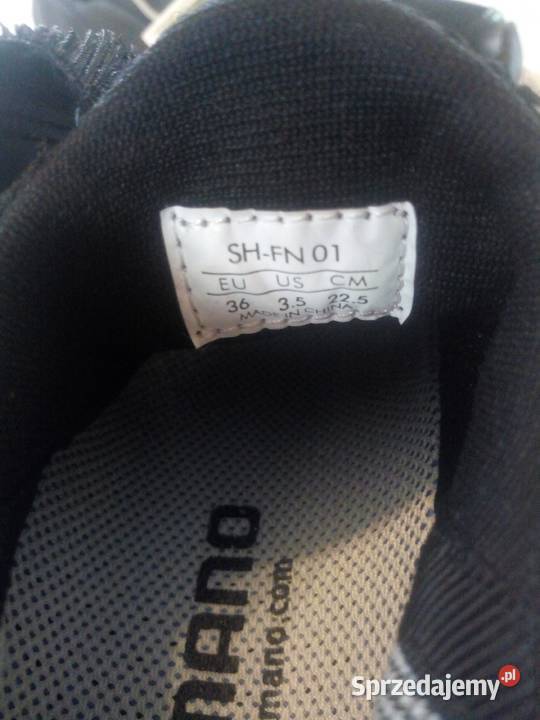 SH-FN 01
EU US CM
36 3.5 22.5
MADE IN CHINA
MANO
mano.com
Sprzedajemy.pl